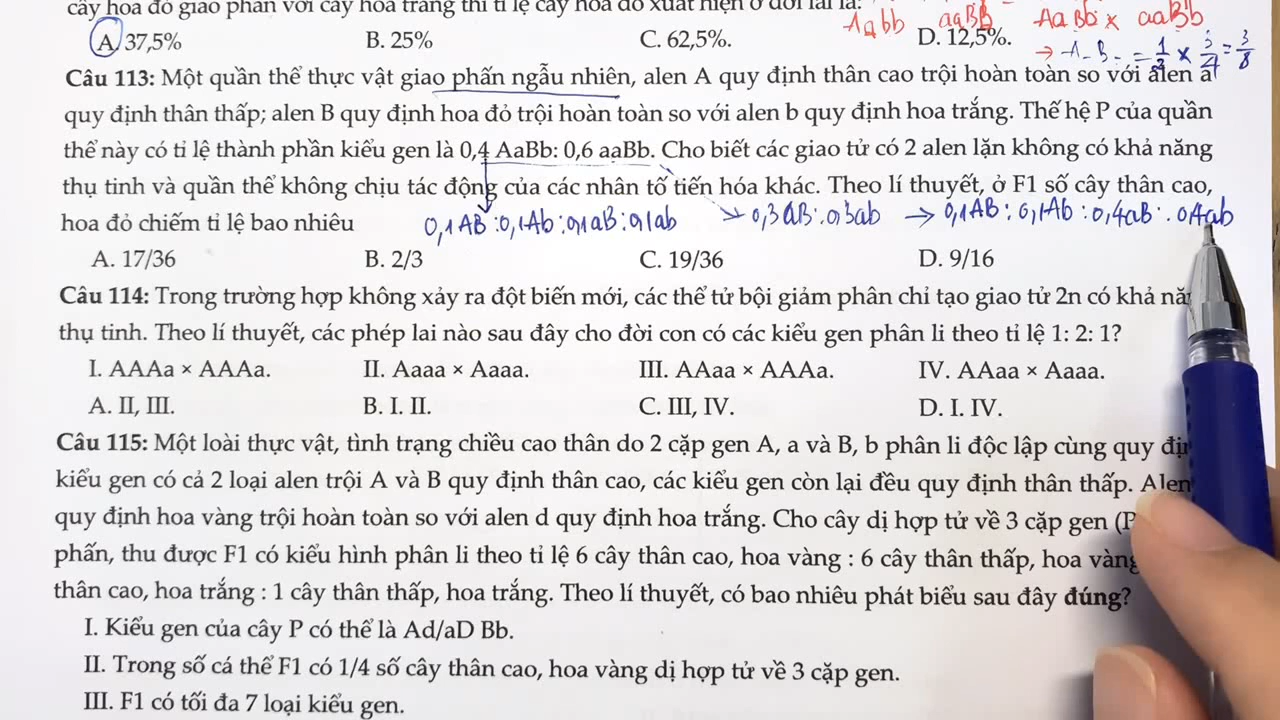 cây hoa đỏ giao phấn với cây hoa trắng thì tỉ lệ cây hoa đỏ xuất hiện ở đời lai là:
Aabb aaBB AaBb × aaBb
A. 37,5% B. 25% C. 62,5%. D. 12,5%.
→ A-B- = 1/2 × 3/4 = 3/8
Câu 113: Một quần thể thực vật giao phấn ngẫu nhiên, alen A quy định thân cao trội hoàn toàn so với alen a
quy định thân thấp; alen B quy định hoa đỏ trội hoàn toàn so với alen b quy định hoa trắng. Thế hệ P của quần
thể này có tỉ lệ thành phần kiểu gen là 0,4 AaBb: 0,6 aaBb. Cho biết các giao tử có 2 alen lặn không có khả năng
thụ tinh và quần thể không chịu tác động của các nhân tố tiến hóa khác. Theo lí thuyết, ở F1 số cây thân cao,
hoa đỏ chiếm tỉ lệ bao nhiêu
0,1AB : 0,1Ab : 0,1aB : 0,1ab → 0,3aB : 0,3ab → 0,1AB : 0,1Ab : 0,4aB : 0,4ab
A. 17/36 B. 2/3 C. 19/36 D. 9/16
Câu 114: Trong trường hợp không xảy ra đột biến mới, các thể tứ bội giảm phân chỉ tạo giao tử 2n có khả
thụ tinh. Theo lí thuyết, các phép lai nào sau đây cho đời con có các kiểu gen phân li theo tỉ lệ 1: 2: 1?
I. AAAa × AAAa. II. Aaaa × Aaaa. III. AAaa × AAAa. IV. AAaa × Aaaa.
A. II, III. B. I. II. C. III, IV. D. I. IV.
Câu 115: Một loài thực vật, tình trạng chiều cao thân do 2 cặp gen A, a và B, b phân li độc lập cùng quy
kiểu gen có cả 2 loại alen trội A và B quy định thân cao, các kiểu gen còn lại đều quy định thân thấp. Alen
quy định hoa vàng trội hoàn toàn so với alen d quy định hoa trắng. Cho cây dị hợp tử về 3 cặp gen (P
phấn, thu được F1 có kiểu hình phân li theo tỉ lệ 6 cây thân cao, hoa vàng : 6 cây thân thấp, hoa vàng
thân cao, hoa trắng : 1 cây thân thấp, hoa trắng. Theo lí thuyết, có bao nhiêu phát biểu sau đây đúng?
I. Kiểu gen của cây P có thể là Ad/aD Bb.
II. Trong số cá thể F1 có 1/4 số cây thân cao, hoa vàng dị hợp tử về 3 cặp gen.
III. F1 có tối đa 7 loại kiểu gen.